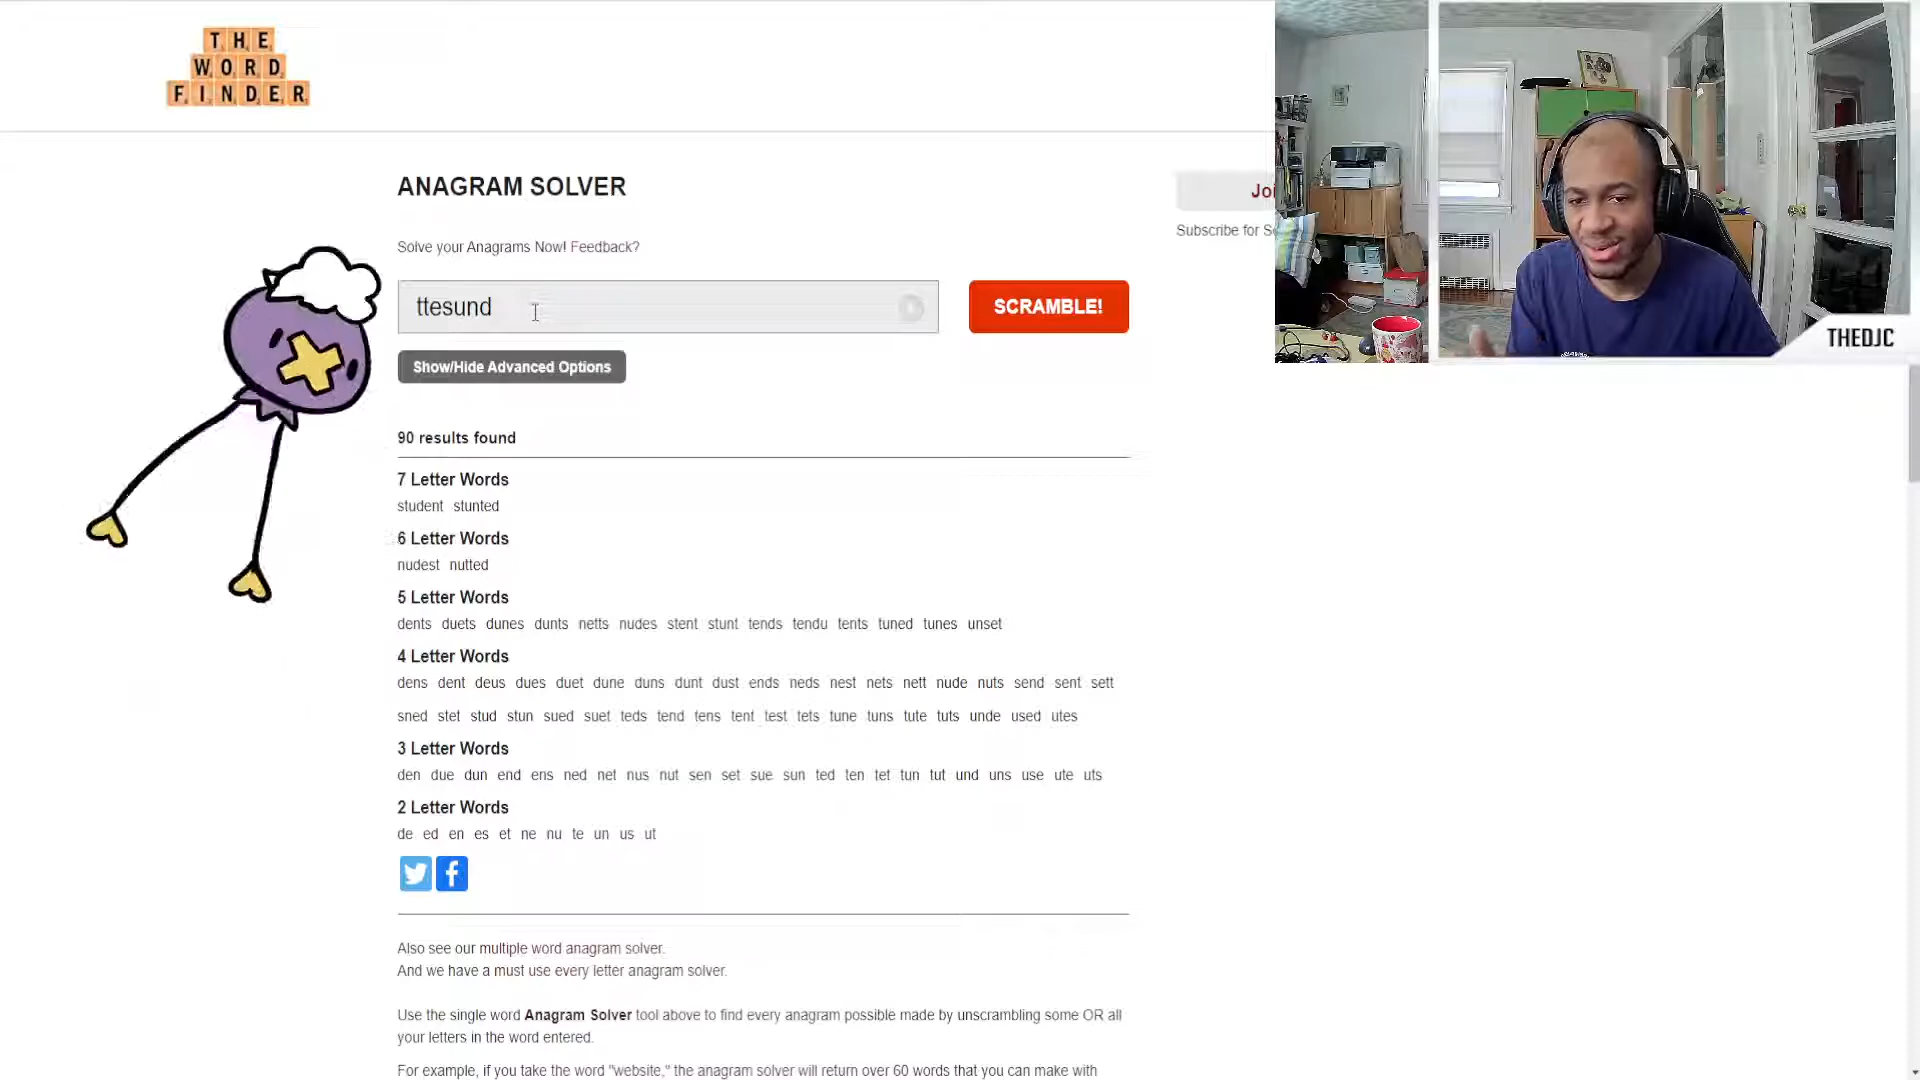 THE
WORD
FINDER
ANAGRAM SOLVER
Joi
Subscribe for S
Solve your Anagrams Now! Feedback?
ttesund
SCRAMBLE!
Show/Hide Advanced Options
THEDJC
90 results found
7 Letter Words
student stunted
6 Letter Words
nudest nutted
5 Letter Words
dents duets dunes dunts netts nudes stent stunt tends tendu tents tuned tunes unset
4 Letter Words
dens dent deus dues duet dune duns dunt dust ends neds nest nets nett nude nuts send sent sett
sned stet stud stun sued suet teds tend tens tent test tets tune tuns tute tuts unde used utes
3 Letter Words
den due dun end ens ned net nus nut sen set sue sun ted ten tet tun tut und uns use ute uts
2 Letter Words
de ed en es et ne nu te un us ut
Also see our multiple word anagram solver.
And we have a must use every letter anagram solver.
Use the single word Anagram Solver tool above to find every anagram possible made by unscrambling some OR all
your letters in the word entered.
For example, if you take the word "website," the anagram solver will return over 60 words that you can make with